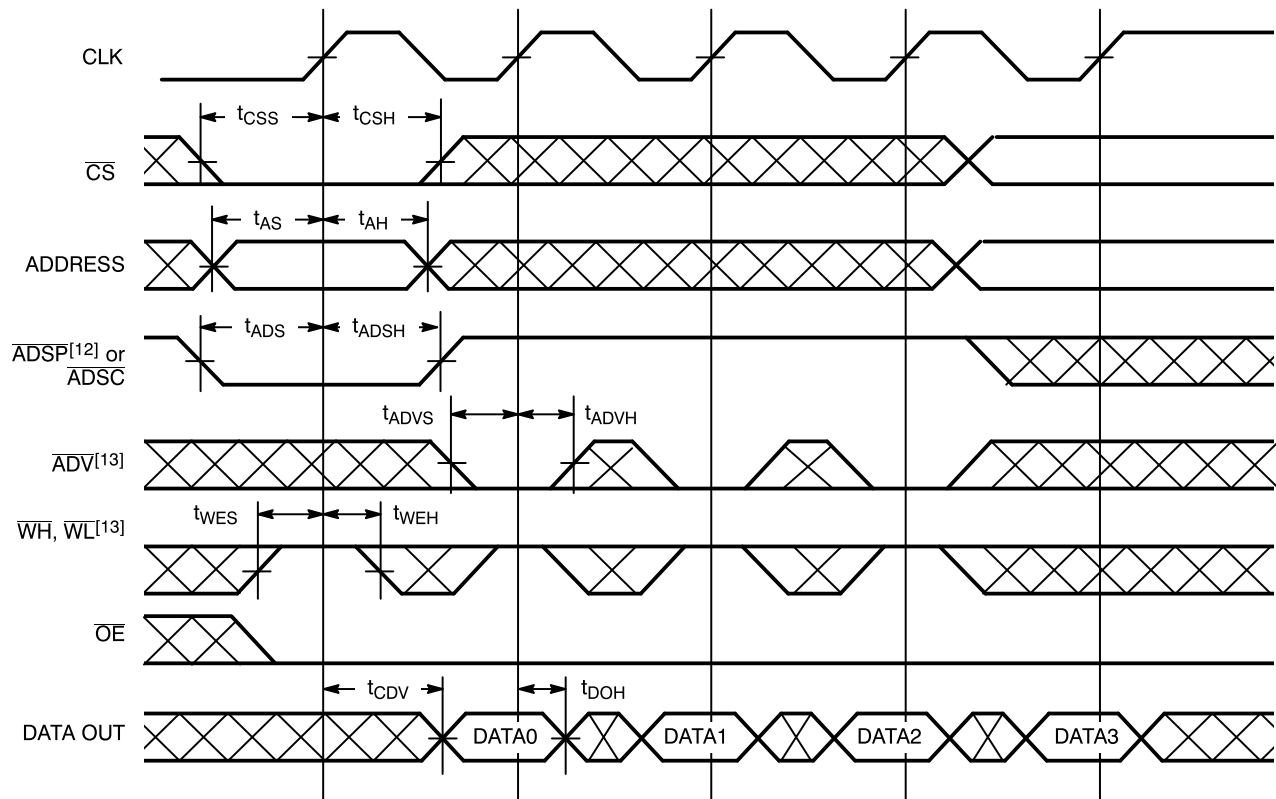 CLK
tCSS
tCSH
CS
tAS
tAH
ADDRESS
tADS
tADSH
ADSP[12] or
ADSC
tADVS
tADVH
ADV[13]
tWES
tWEH
WH, WL[13]
OE
tCDV
tDOH
DATA OUT
DATA0
DATA1
DATA2
DATA3